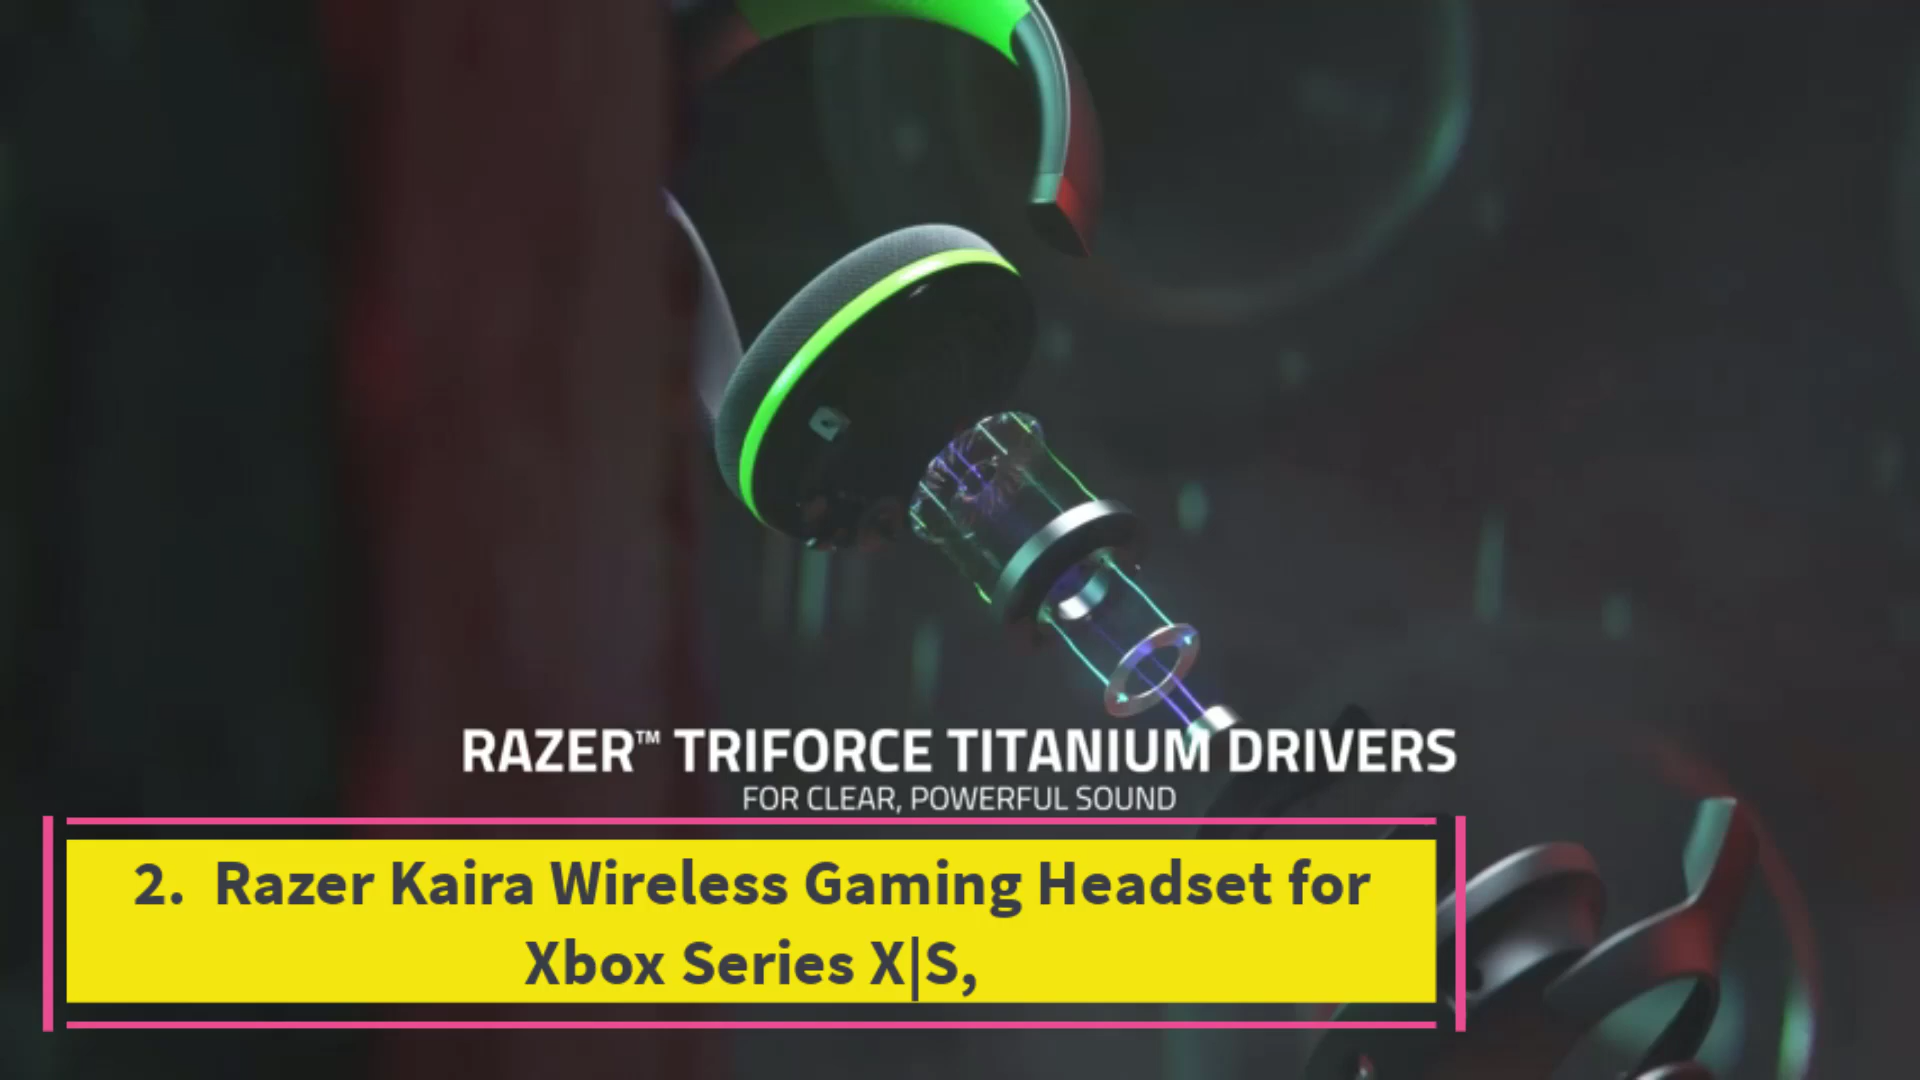 RAZER™ TRIFORCE TITANIUM DRIVERS
FOR CLEAR, POWERFUL SOUND
2. Razer Kaira Wireless Gaming Headset for
Xbox Series X|S,